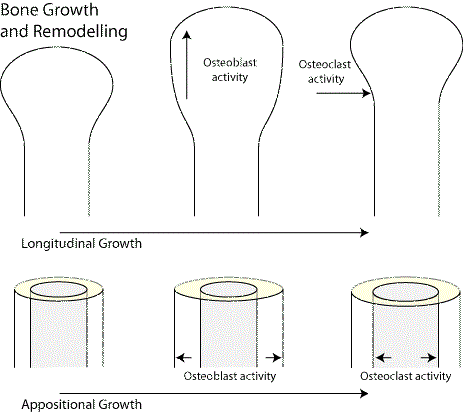 Bone Growth
and Remodelling
Osteoblast
activity
Osteoclast
activity
Longitudinal Growth
Osteoblast activity
Osteoclast activity
Appositional Growth